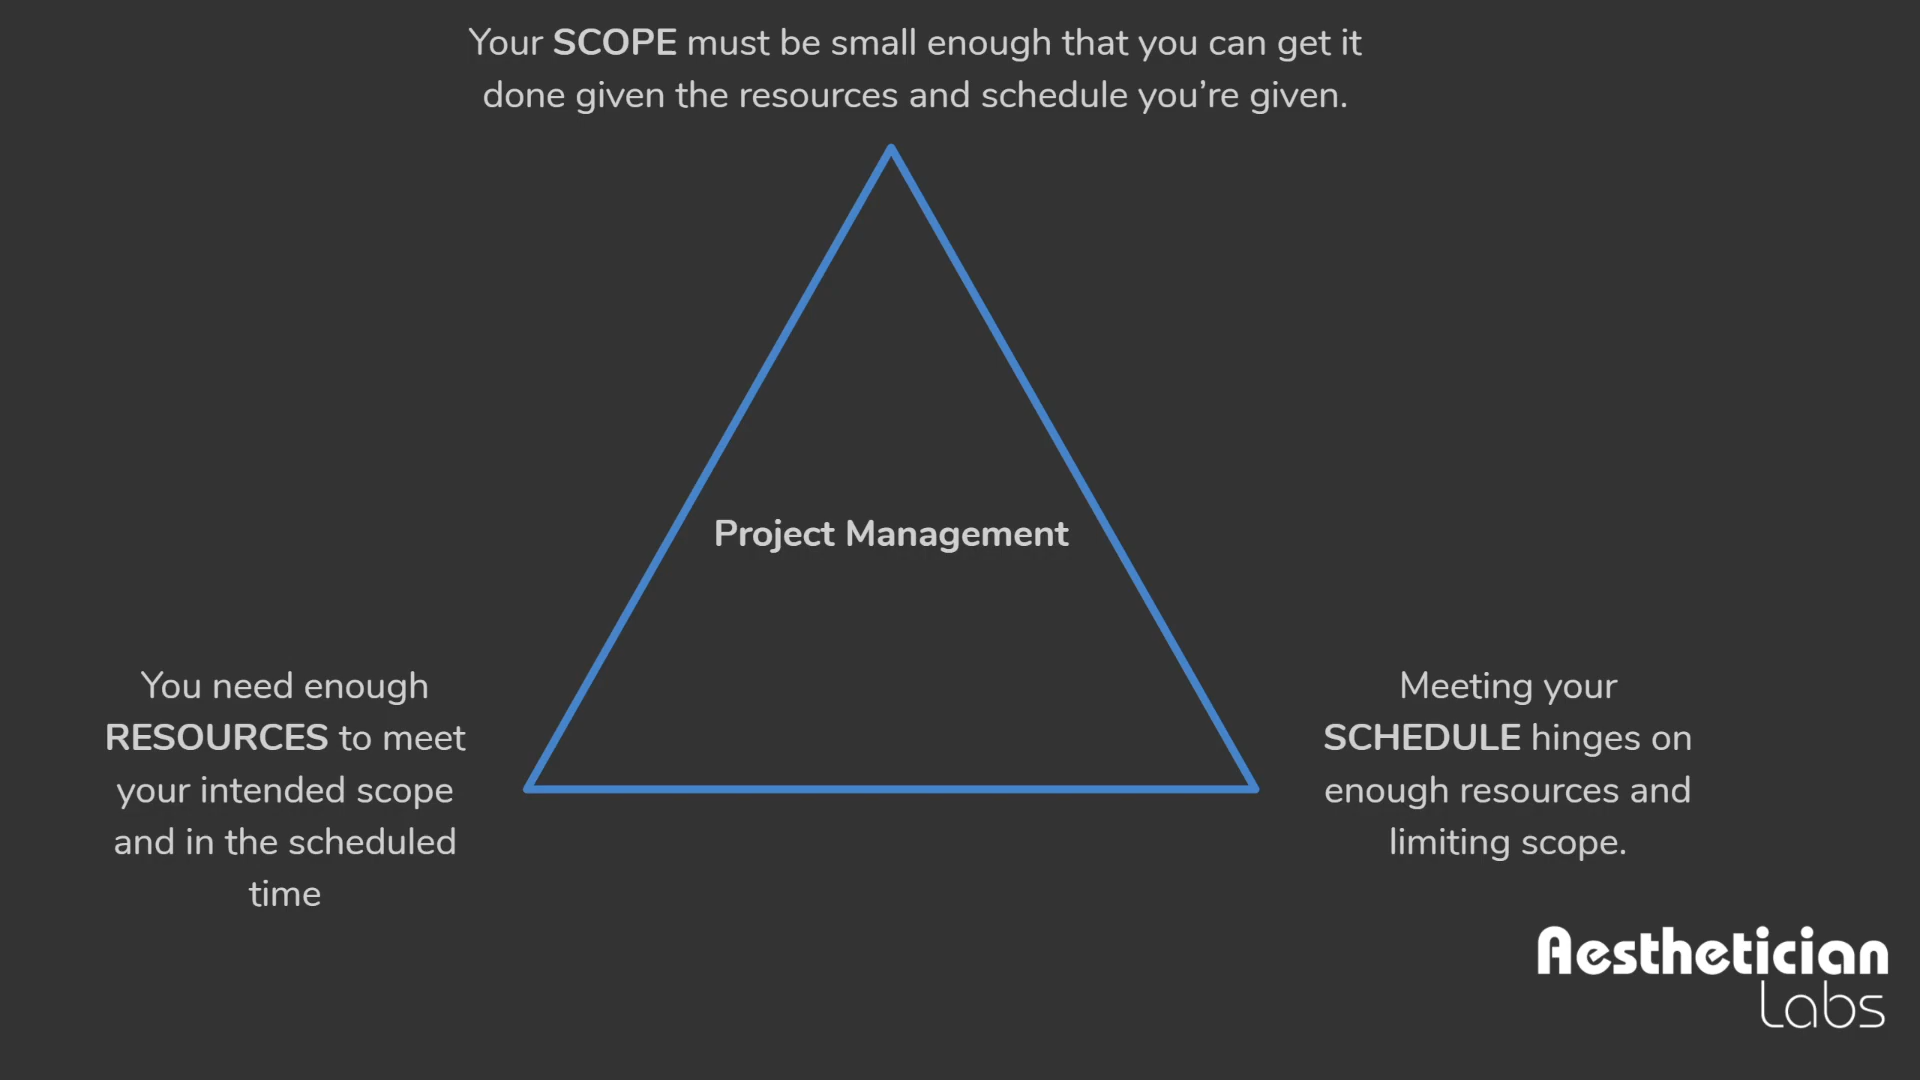 Your SCOPE must be small enough that you can get it
done given the resources and schedule you’re given.
Project Management
You need enough
RESOURCES to meet
your intended scope
and in the scheduled
time
Meeting your
SCHEDULE hinges on
enough resources and
limiting scope.
Aesthetician
Labs